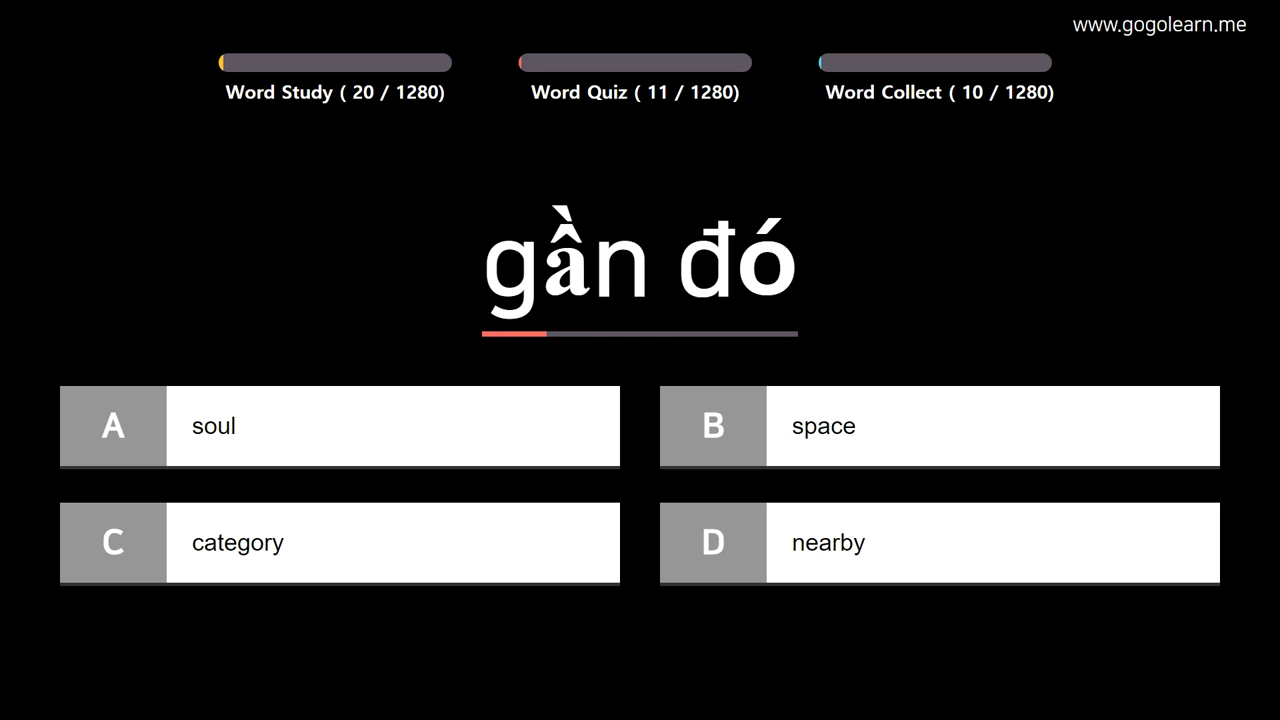 www.gogolearn.me
Word Study ( 20 / 1280)
Word Quiz ( 11 / 1280)
Word Collect ( 10 / 1280)
gần đó
A soul
B space
C category
D nearby